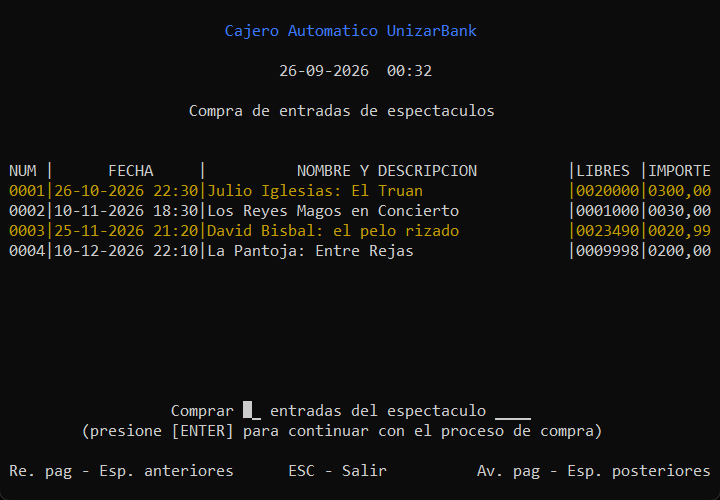 Cajero Automatico UnizarBank
26-09-2026  00:32
Compra de entradas de espectaculos
NUM |      FECHA     |          NOMBRE Y DESCRIPCION          |LIBRES |IMPORTE
0001|26-10-2026 22:30|Julio Iglesias: El Truan                |0020000|0300,00
0002|10-11-2026 18:30|Los Reyes Magos en Concierto            |0001000|0030,00
0003|25-11-2026 21:20|David Bisbal: el pelo rizado            |0023490|0020,99
0004|10-12-2026 22:10|La Pantoja: Entre Rejas                 |0009998|0200,00
Comprar __ entradas del espectaculo ____
(presione [ENTER] para continuar con el proceso de compra)
Re. pag - Esp. anteriores      ESC - Salir          Av. pag - Esp. posteriores